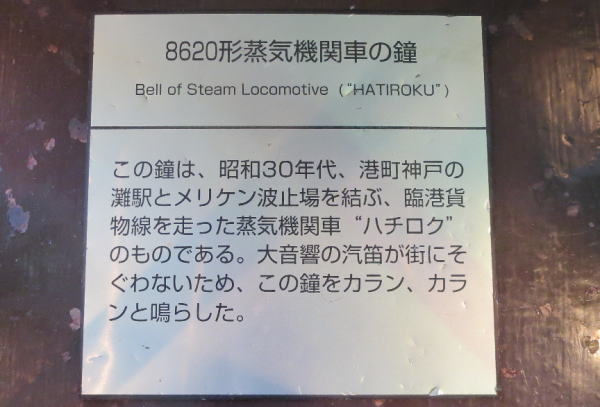 8620形蒸気機関車の鐘
Bell of Steam Locomotive（“HATIROKU”）
この鐘は、昭和30年代、港町神戸の
灘駅とメリケン波止場を結ぶ、臨港貨
物線を走った蒸気機関車“ハチロク”
のものである。大音響の汽笛が街にそ
ぐわないため、この鐘をカラン、カラ
ンと鳴らした。